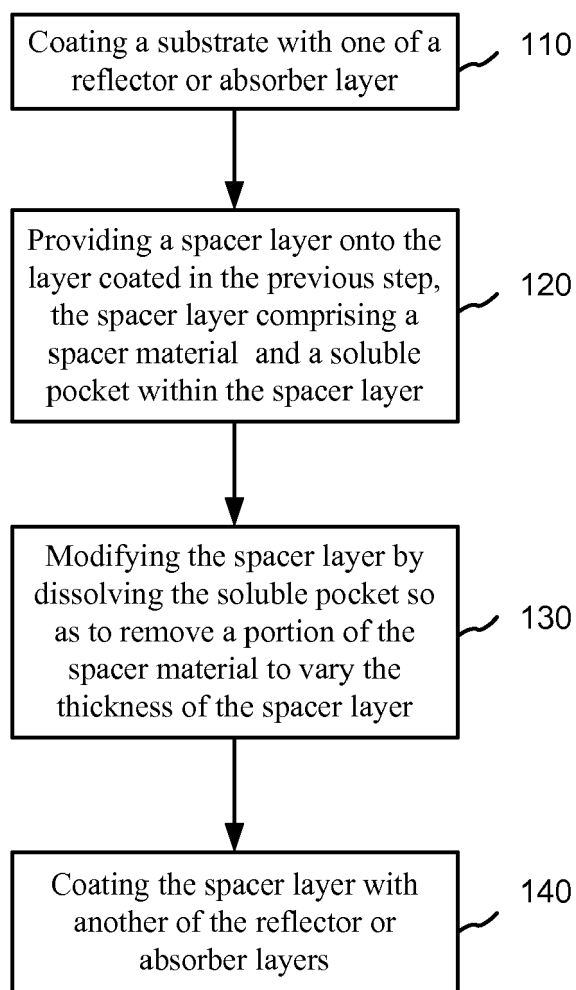 Coating a substrate with one of a
reflector or absorber layer
110
Providing a spacer layer onto the
layer coated in the previous step,
the spacer layer comprising a
spacer material and a soluble
pocket within the spacer layer
120
Modifying the spacer layer by
dissolving the soluble pocket so
as to remove a portion of the
spacer material to vary the
thickness of the spacer layer
130
Coating the spacer layer with
another of the reflector or
absorber layers
140